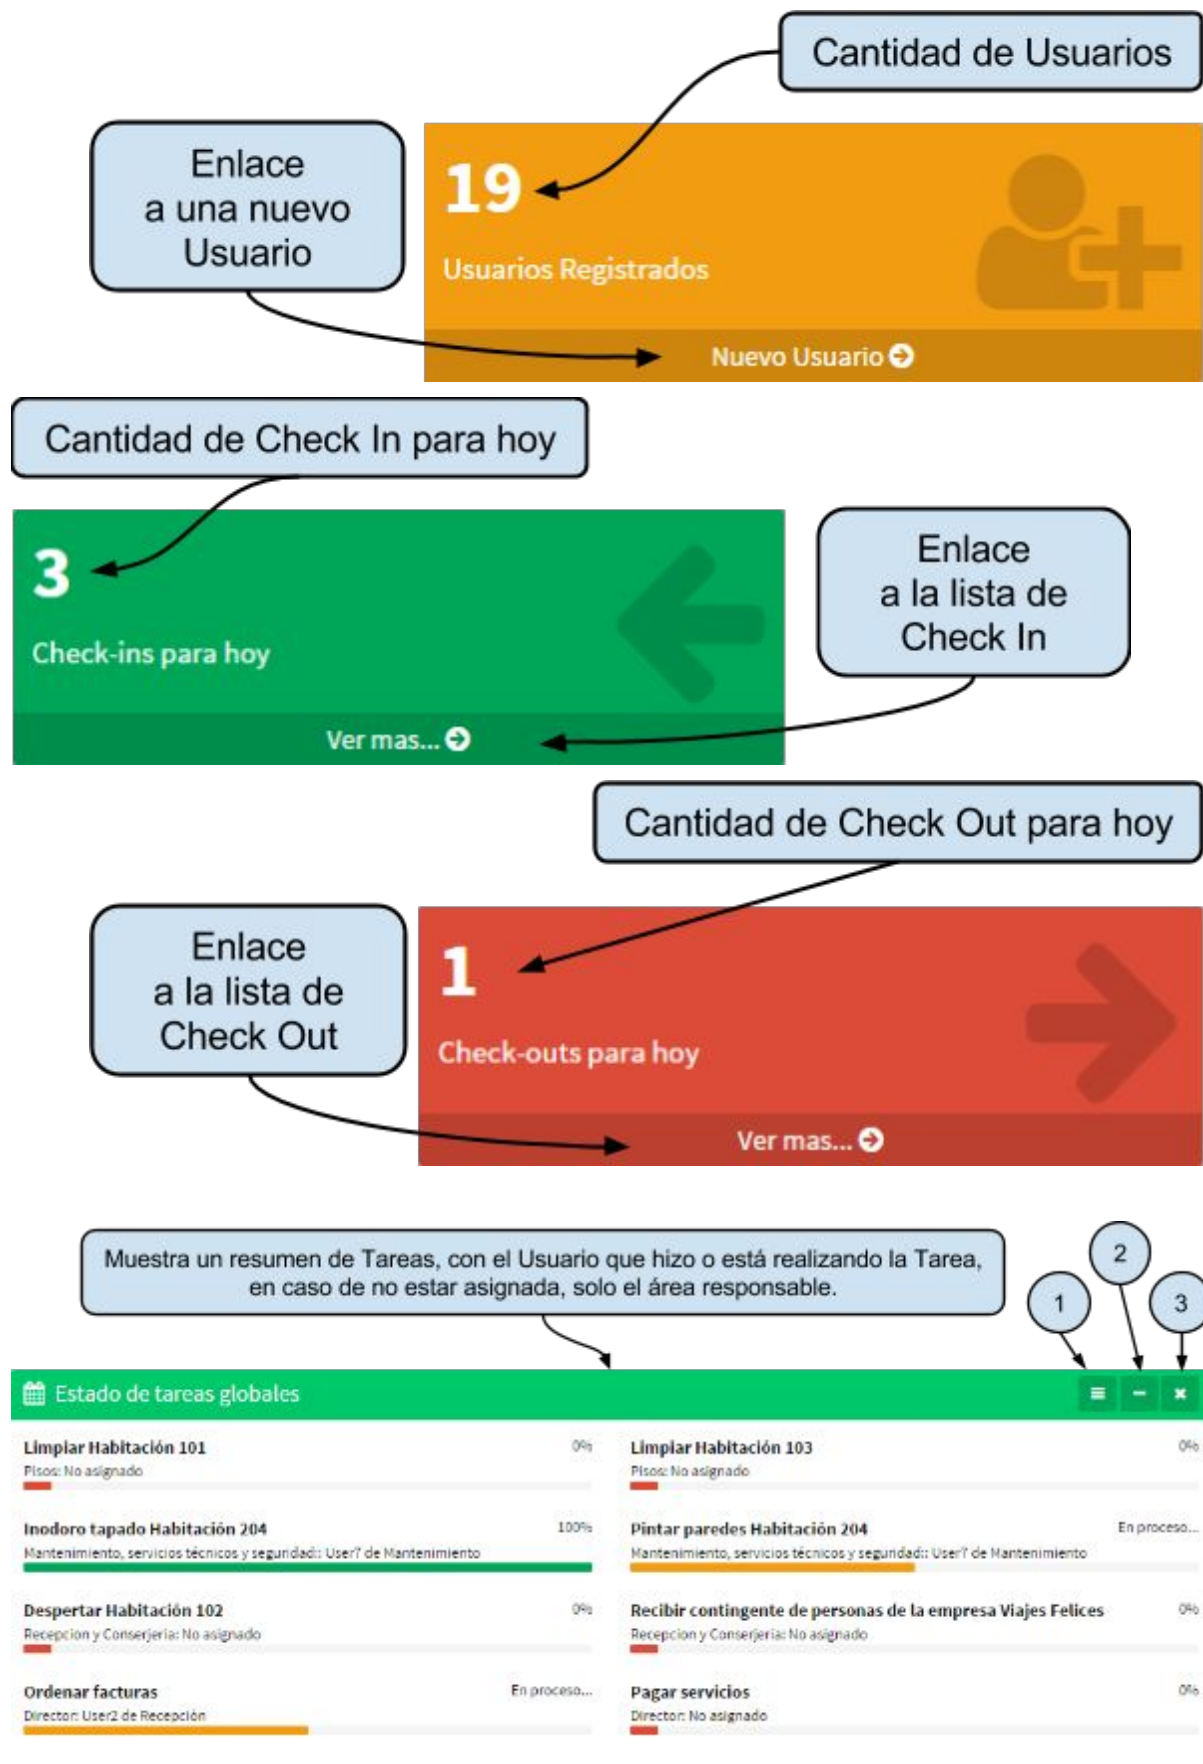 Cantidad de Usuarios
Enlace
a una nuevo
Usuario
19
Usuarios Registrados
Nuevo Usuario
Cantidad de Check In para hoy
3
Check-ins para hoy
Ver mas...
Enlace
a la lista de
Check In
Cantidad de Check Out para hoy
Enlace
a la lista de
Check Out
1
Check-outs para hoy
Ver mas...
Muestra un resumen de Tareas, con el Usuario que hizo o está realizando la Tarea,
en caso de no estar asignada, solo el área responsable.
1
2
3
Estado de tareas globales
Limpiar Habitación 101 0%
Pisos: No asignado
Limpiar Habitación 103 0%
Pisos: No asignado
Inodoro tapado Habitación 204 100%
Mantenimiento, servicios técnicos y seguridad:: User7 de Mantenimiento
Pintar paredes Habitación 204 En proceso...
Mantenimiento, servicios técnicos y seguridad:: User7 de Mantenimiento
Despertar Habitación 102 0%
Recepcion y Conserjeria: No asignado
Recibir contingente de personas de la empresa Viajes Felices 0%
Recepcion y Conserjeria: No asignado
Ordenar facturas En proceso...
Director: User2 de Recepción
Pagar servicios 0%
Director: No asignado